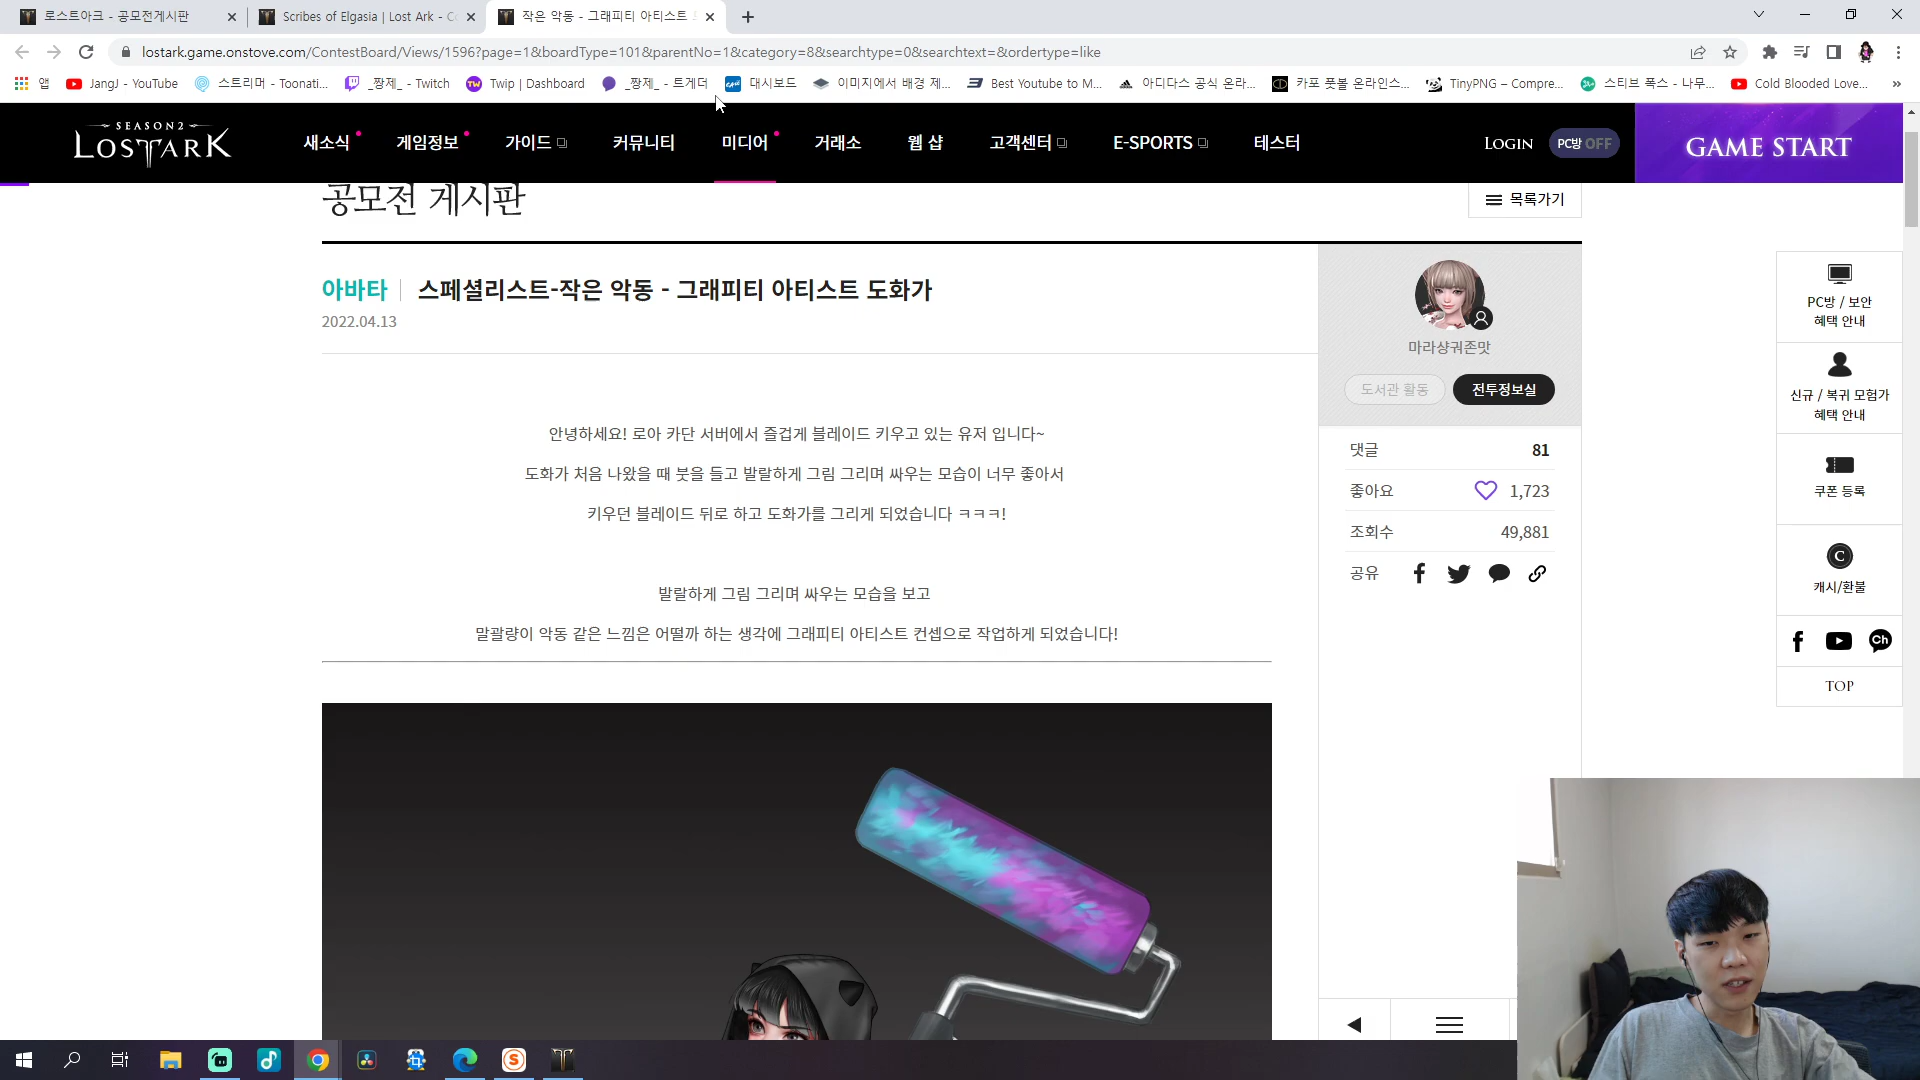 로스트아크 - 공모전게시판
Scribes of Elgasia | Lost Ark - Co
작은 악동 - 그래피티 아티스트 도
lostark.game.onstove.com/ContestBoard/Views/1596?page=1&boardType=101&parentNo=1&category=8&searchtype=0&searchtext=&ordertype=like
앱 JangJ - YouTube 스트리머 - Toonati... _짱제_ - Twitch Twip | Dashboard _짱제_ - 트게더 대시보드 이미지에서 배경 제... Best Youtube to M... 아디다스 공식 온라... 카포 풋볼 온라인스... TinyPNG – Compre... 스티브 폭스 - 나무... Cold Blooded Love... »
SEASON2
LOSTARK
새소식 게임정보 가이드 커뮤니티 미디어 거래소 웹 샵 고객센터 E-SPORTS 테스터
LOGIN PC방 OFF GAME START
공모전 게시판
목록가기
아바타 스페셜리스트-작은 악동 - 그래피티 아티스트 도화가
2022.04.13
안녕하세요! 로아 카단 서버에서 즐겁게 블레이드 키우고 있는 유저 입니다~
도화가 처음 나왔을 때 붓을 들고 발랄하게 그림 그리며 싸우는 모습이 너무 좋아서
키우던 블레이드 뒤로 하고 도화가를 그리게 되었습니다 ㅋㅋㅋ!
발랄하게 그림 그리며 싸우는 모습을 보고
말괄량이 악동 같은 느낌은 어떨까 하는 생각에 그래피티 아티스트 컨셉으로 작업하게 되었습니다!
마라샹궈존맛
도서관 활동 전투정보실
댓글 81
좋아요 1,723
조회수 49,881
공유
PC방 / 보안
혜택 안내
신규 / 복귀 모험가
혜택 안내
쿠폰 등록
C
캐시/환불
Ch
TOP